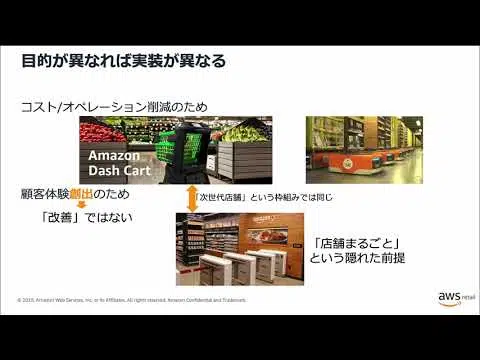 目的が異なれば実装が異なる
コスト/オペレーション削減のため
Amazon
Dash Cart
顧客体験創出のため
「次世代店舗」という枠組みでは同じ
「改善」ではない
「店舗まるごと」
という隠れた前提
© 2019, Amazon Web Services, Inc. or its Affiliates. All rights reserved. Amazon Confidential and Trademark.
aws retail